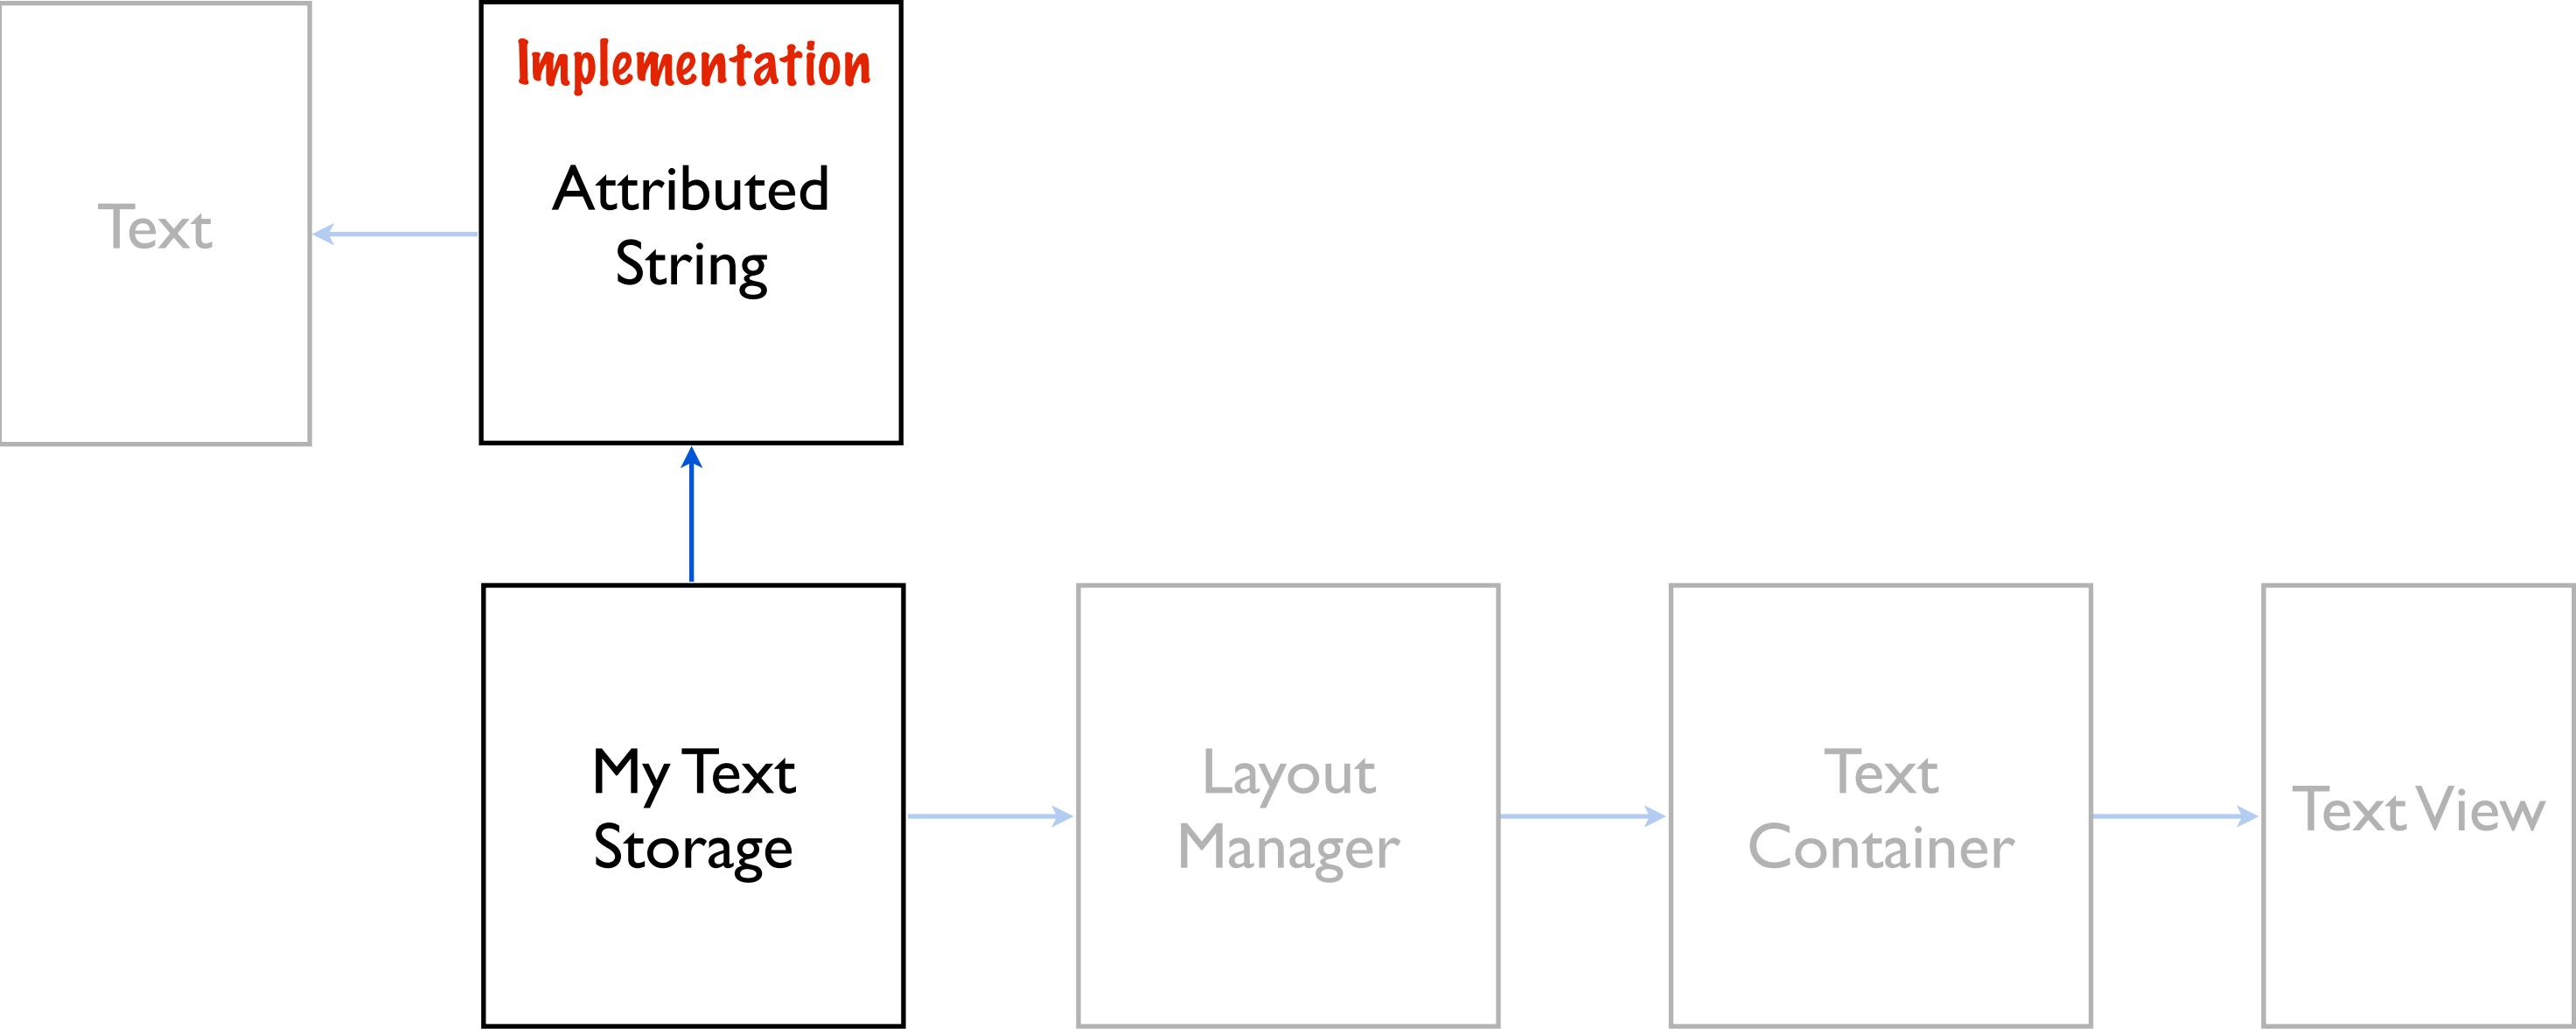 Implementation
Text
Attributed
String
My Text
Storage
Layout
Manager
Text
Container
Text View